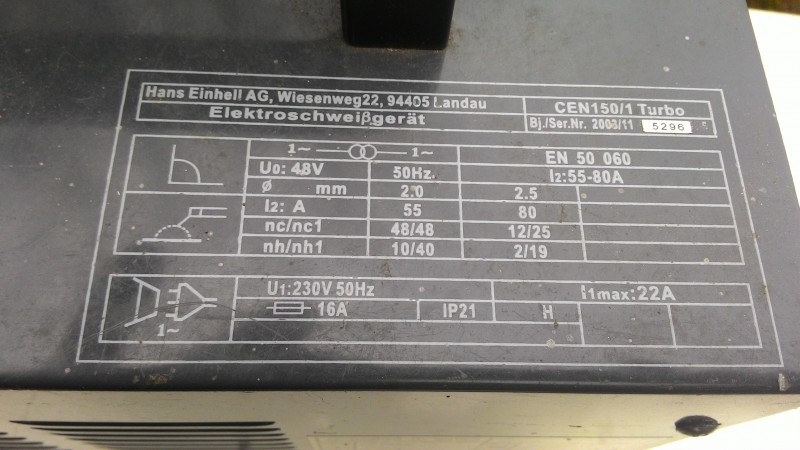 Hans Einhell AG, Wiesenweg22, 94405 Landau
CEN150/1 Turbo
Elektroschweiβgerät
Bj./Ser.Nr. 2008/11 5296
1~ 1~
EN 50 060
U0: 48V 50Hz I2:55-80A
ø mm 2.0 2.5
I2: A 55 80
nc/nc1 48/48 12/25
nh/nh1 10/40 2/19
U1:230V 50Hz I1max:22A
1~ 16A IP21 H